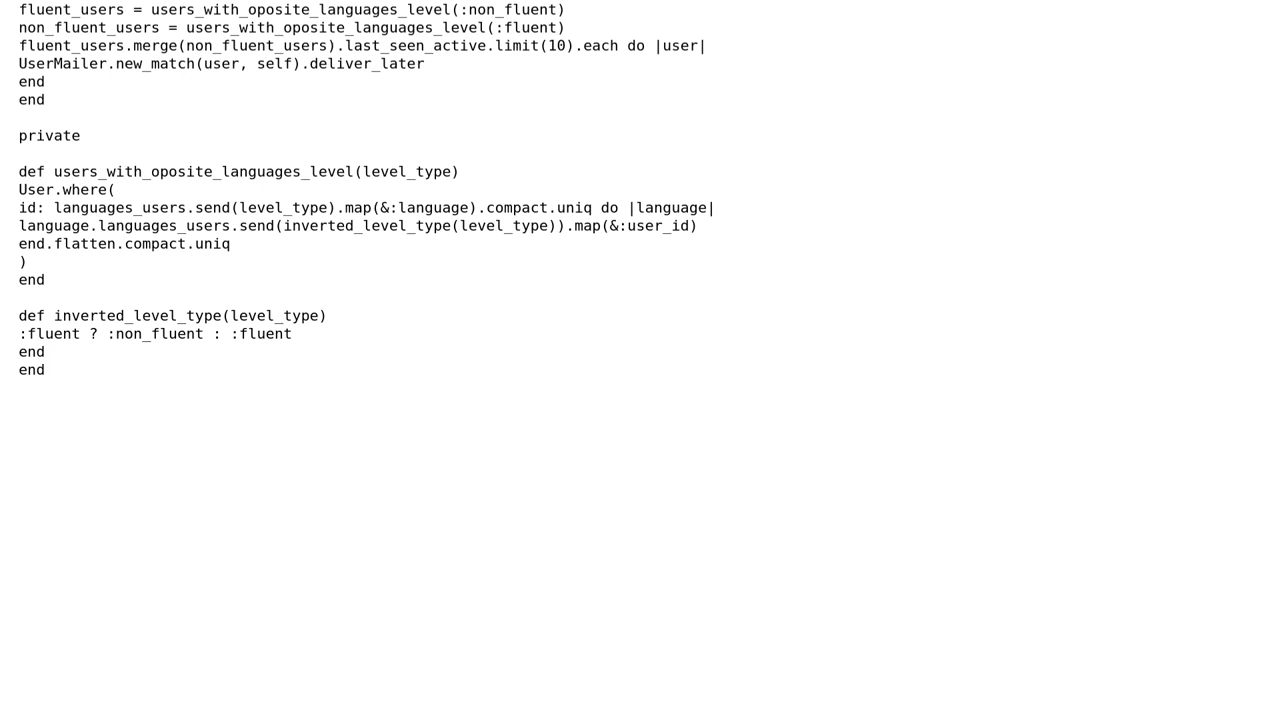 fluent_users = users_with_oposite_languages_level(:non_fluent)
non_fluent_users = users_with_oposite_languages_level(:fluent)
fluent_users.merge(non_fluent_users).last_seen_active.limit(10).each do |user|
UserMailer.new_match(user, self).deliver_later
end
end
private
def users_with_oposite_languages_level(level_type)
User.where(
id: languages_users.send(level_type).map(&:language).compact.uniq do |language|
language.languages_users.send(inverted_level_type(level_type)).map(&:user_id)
end.flatten.compact.uniq
)
end
def inverted_level_type(level_type)
:fluent ? :non_fluent : :fluent
end
end